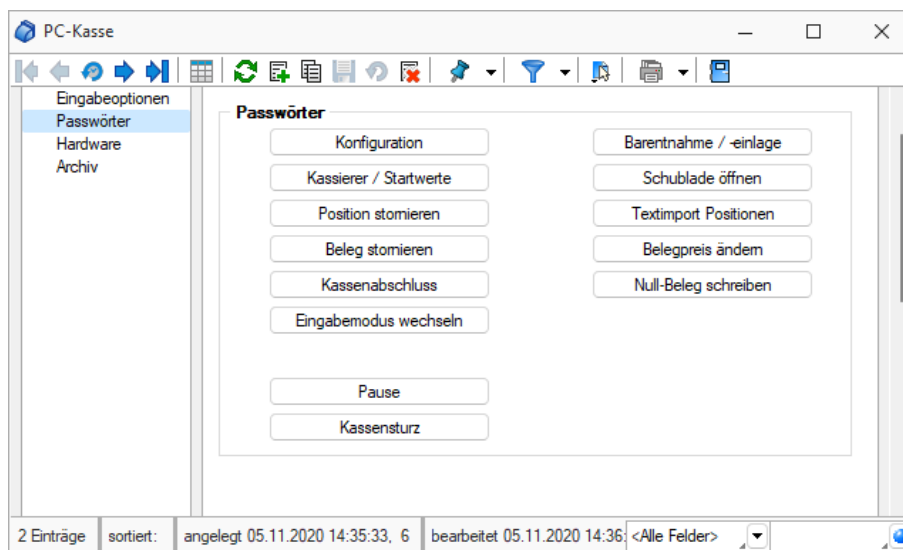 PC-Kasse
Eingabeoptionen
Passwörter
Hardware
Archiv
Passwörter
Konfiguration
Barentnahme / -einlage
Kassierer / Startwerte
Schublade öffnen
Position stornieren
Textimport Positionen
Beleg stornieren
Belegpreis ändern
Kassenabschluss
Null-Beleg schreiben
Eingabemodus wechseln
Pause
Kassensturz
2 Einträge sortiert: angelegt 05.11.2020 14:35:33, 6 bearbeitet 05.11.2020 14:36: <Alle Felder>